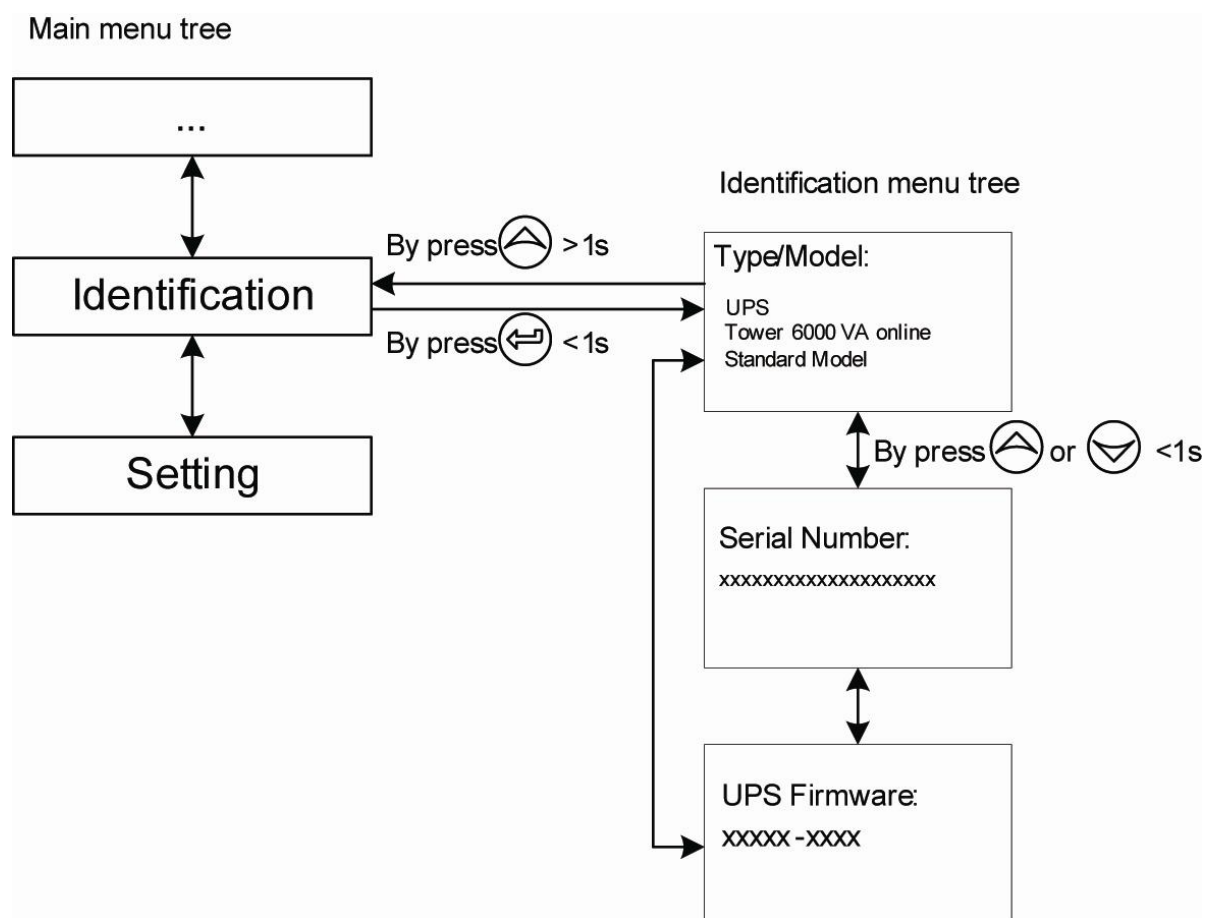 Main menu tree
...
Identification menu tree
By press >1s
Type/Model:
Identification
UPS
By press <1s
Tower 6000 VA online
Standard Model
By press or <1s
Setting
Serial Number:
xxxxxxxxxxxxxxxxxxxx
UPS Firmware:
xxxxx-xxxx